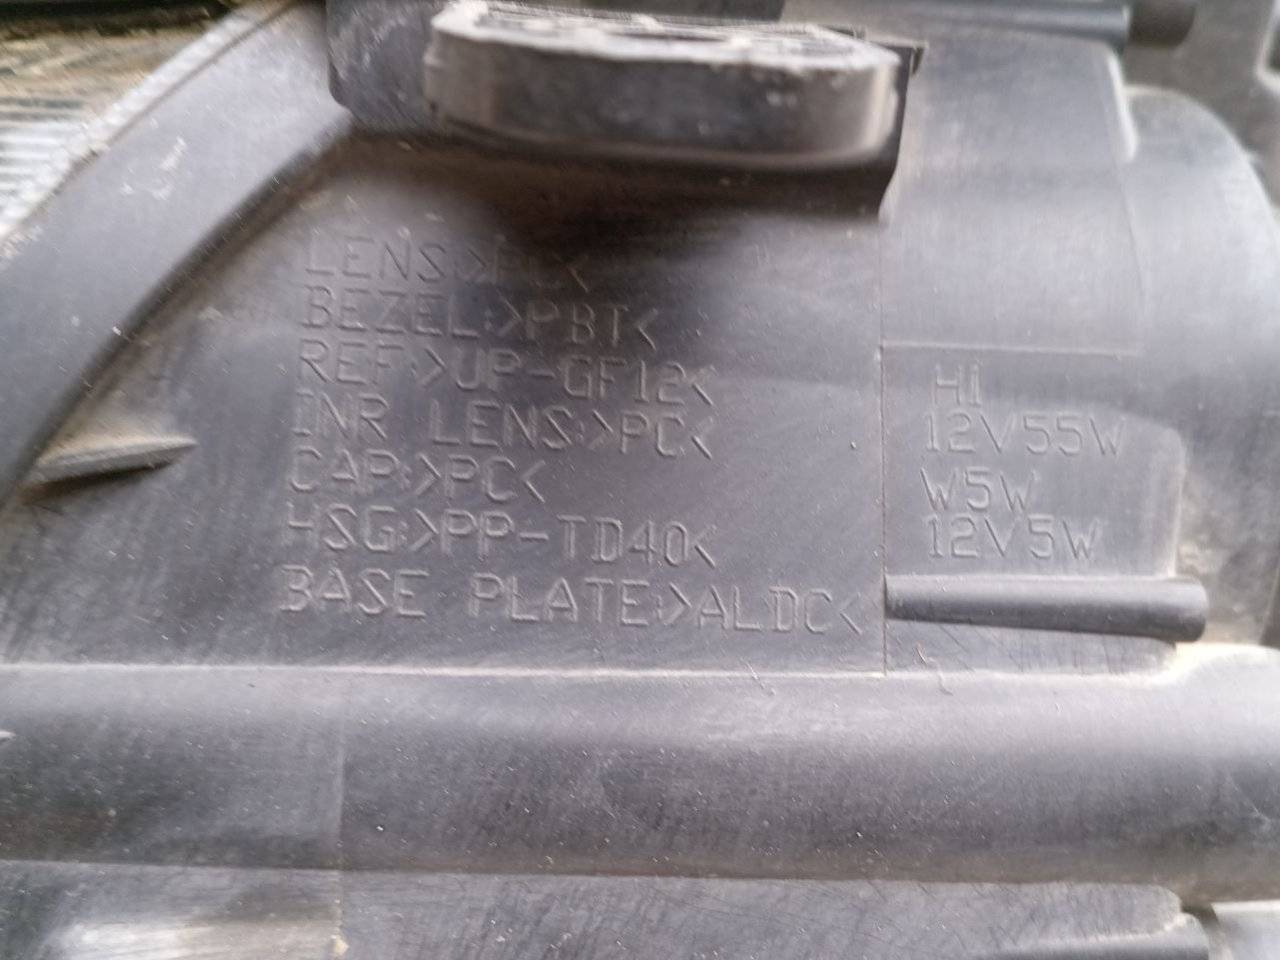 LENS:>PC<
BEZEL:>PBT<
REF:>UP-GF12<
INR LENS:>PC<
CAP:>PC<
HSG:>PP-TD40<
BASE PLATE:>ALDC<
H1
12V55W
W5W
12V5W